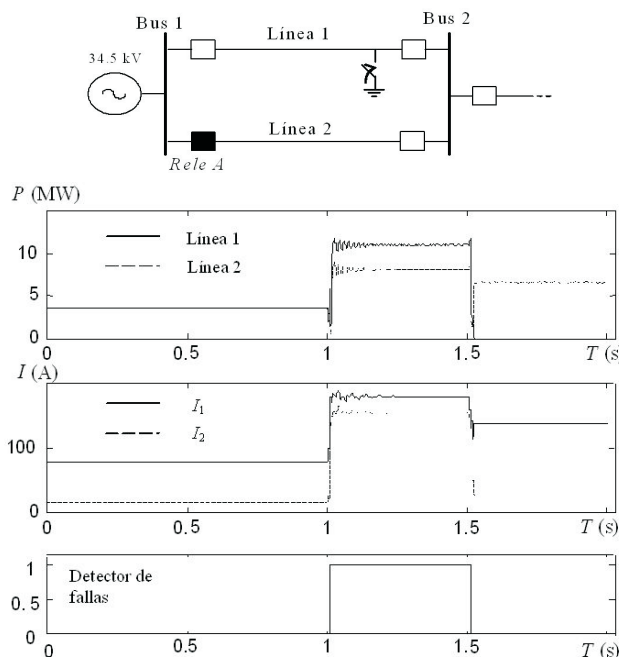 Bus 1
Bus 2
Línea 1
34.5 kV
Línea 2
Rele A
P (MW)
Línea 1
Línea 2
10
5
0
0
0.5
1
1.5
T (s)
I (A)
I1
I2
100
0
0
0.5
1
1.5
T (s)
1
Detector de
fallas
0.5
0
0
0.5
1
1.5
T (s)